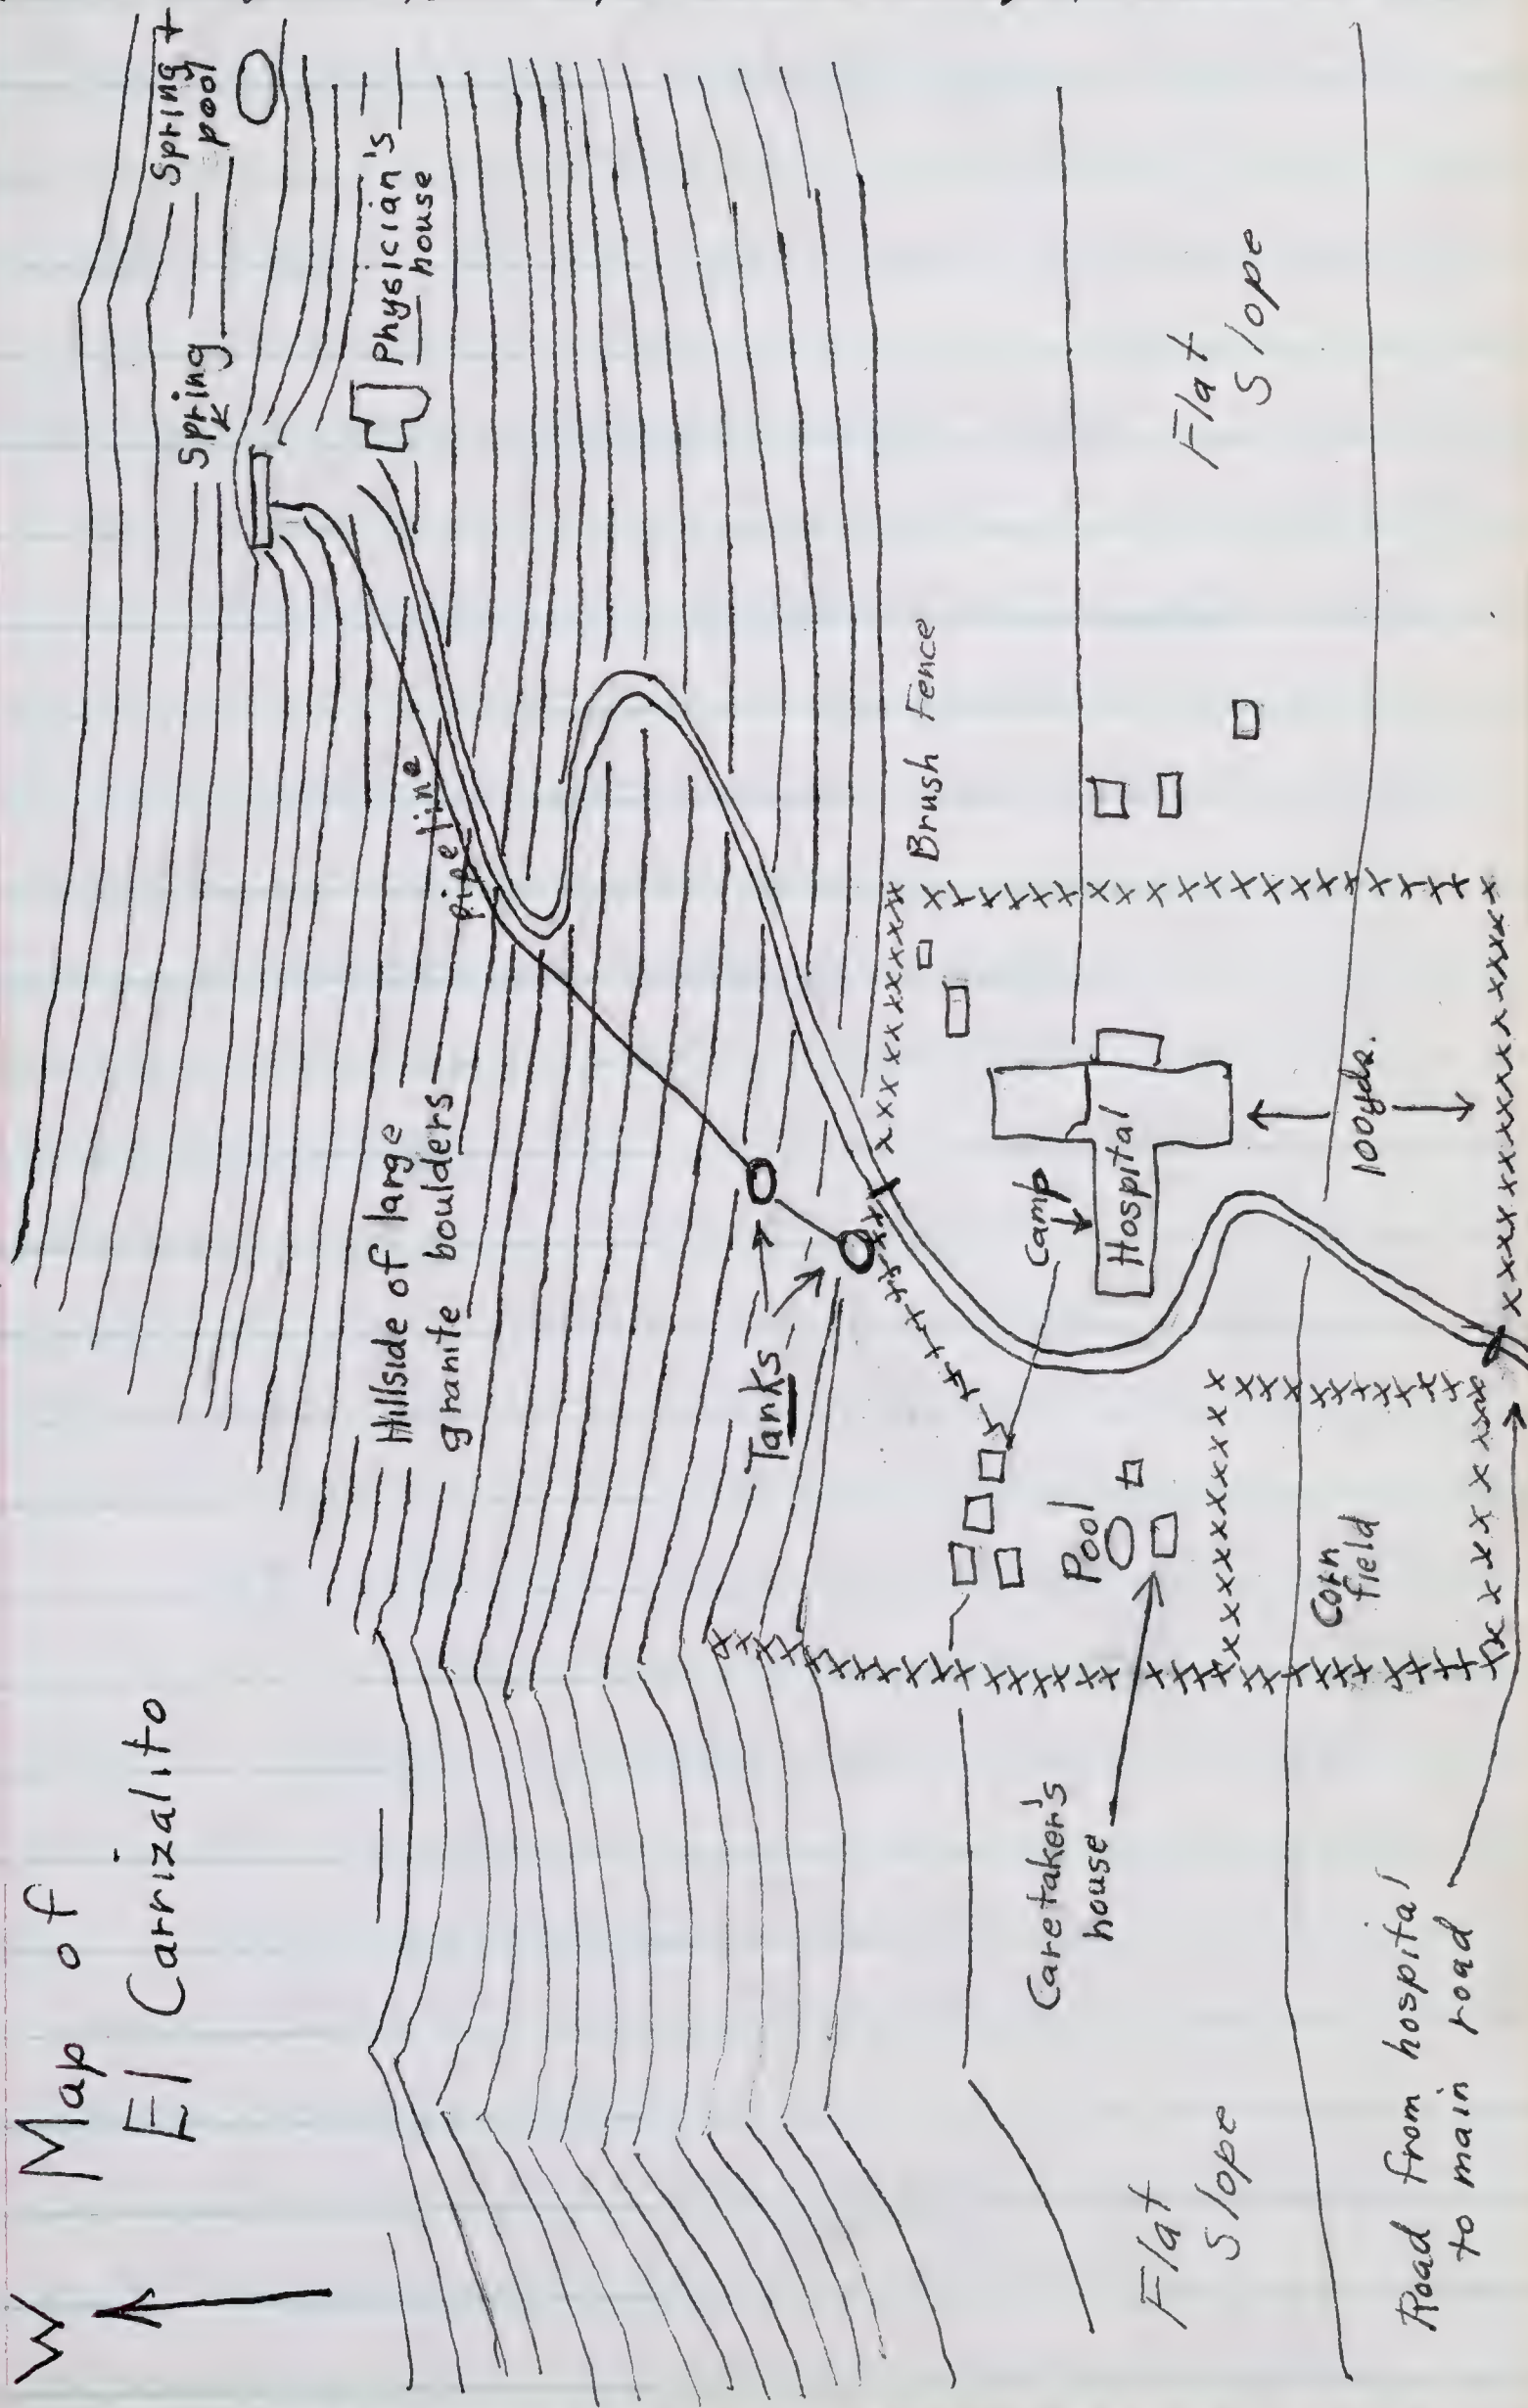 W
Map of
El Carrizalito
Spring +
pool
Spring
Physician's
house
pipeline
Hillside of large
granite boulders
Tanks
Brush Fence
Camp
Hospital
Pool
Caretaker's
house
Corn
field
100yds.
Flat
Slope
Flat
Slope
Road from hospital
to main road